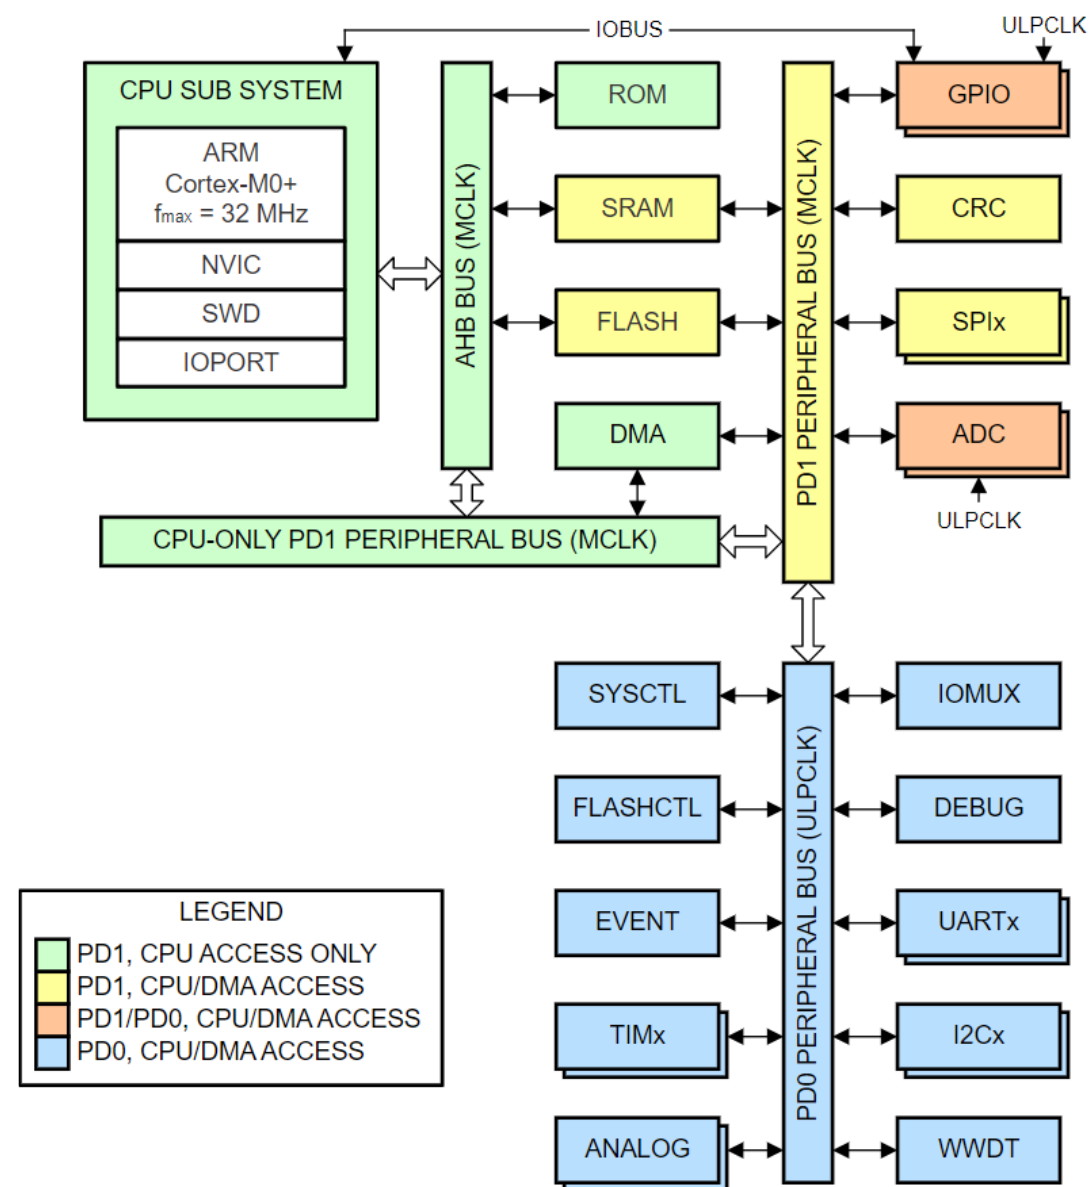 IOBUS
ULPCLK
CPU SUB SYSTEM
ARM
Cortex-M0+
fmax = 32 MHz
NVIC
SWD
IOPORT
AHB BUS (MCLK)
ROM
SRAM
FLASH
DMA
PD1 PERIPHERAL BUS (MCLK)
GPIO
CRC
SPIx
ADC
ULPCLK
CPU-ONLY PD1 PERIPHERAL BUS (MCLK)
SYSCTL
FLASHCTL
EVENT
TIMx
ANALOG
PD0 PERIPHERAL BUS (ULPCLK)
IOMUX
DEBUG
UARTx
I2Cx
WWDT
LEGEND
PD1, CPU ACCESS ONLY
PD1, CPU/DMA ACCESS
PD1/PD0, CPU/DMA ACCESS
PD0, CPU/DMA ACCESS